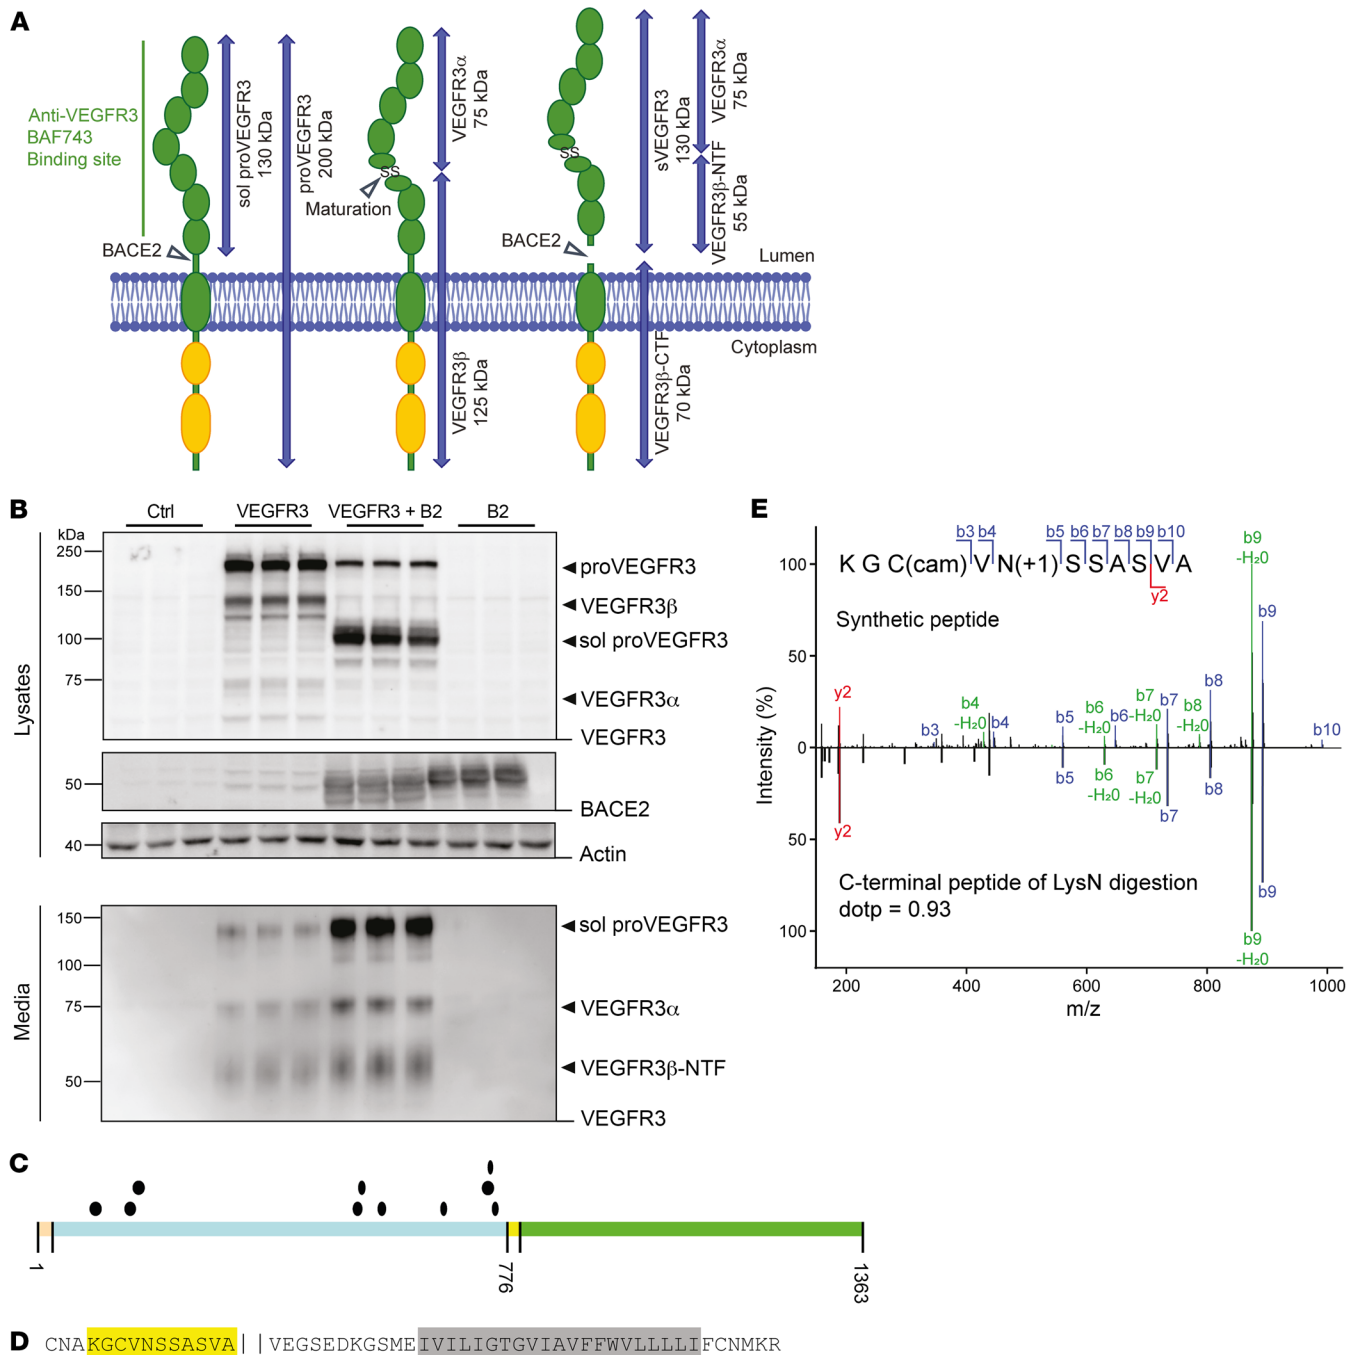 A
Anti-VEGFR3
BAF743
Binding site
BACE2
sol proVEGFR3
130 kDa
proVEGFR3
200 kDa
SS
Maturation
VEGFR3α
75 kDa
VEGFR3β
125 kDa
SS
BACE2
sVEGFR3
130 kDa
VEGFR3α
75 kDa
VEGFR3β-NTF
55 kDa
VEGFR3β-CTF
70 kDa
Lumen
Cytoplasm
B
Ctrl VEGFR3 VEGFR3 + B2 B2
kDa
250
150
100
75
proVEGFR3
VEGFR3β
sol proVEGFR3
VEGFR3α
VEGFR3
50
BACE2
40
Actin
Lysates
150
100
75
50
sol proVEGFR3
VEGFR3α
VEGFR3β-NTF
VEGFR3
Media
C
1
776
1363
D
CNAKGCVNSSASVA||VEGSEDKGSMEIVILIGTGVIAVFFWVLLLLIFCNMKR
E
b3 b4 b5 b6 b7 b8 b9 b10
K G C(cam) V N(+1) S S A S V A
y2
Synthetic peptide
b9
-H₂0
b9
y2
b3
b4
-H₂0
b4
b5
b6
-H₂0
b6
b7
-H₂0
b7
b8
-H₂0
b8
b10
y2
b5
b6
-H₂0
b7
-H₂0
b7
b8
b9
b9
-H₂0
C-terminal peptide of LysN digestion
dotp = 0.93
Intensity (%)
100
50
0
50
100
200 400 600 800 1000
m/z